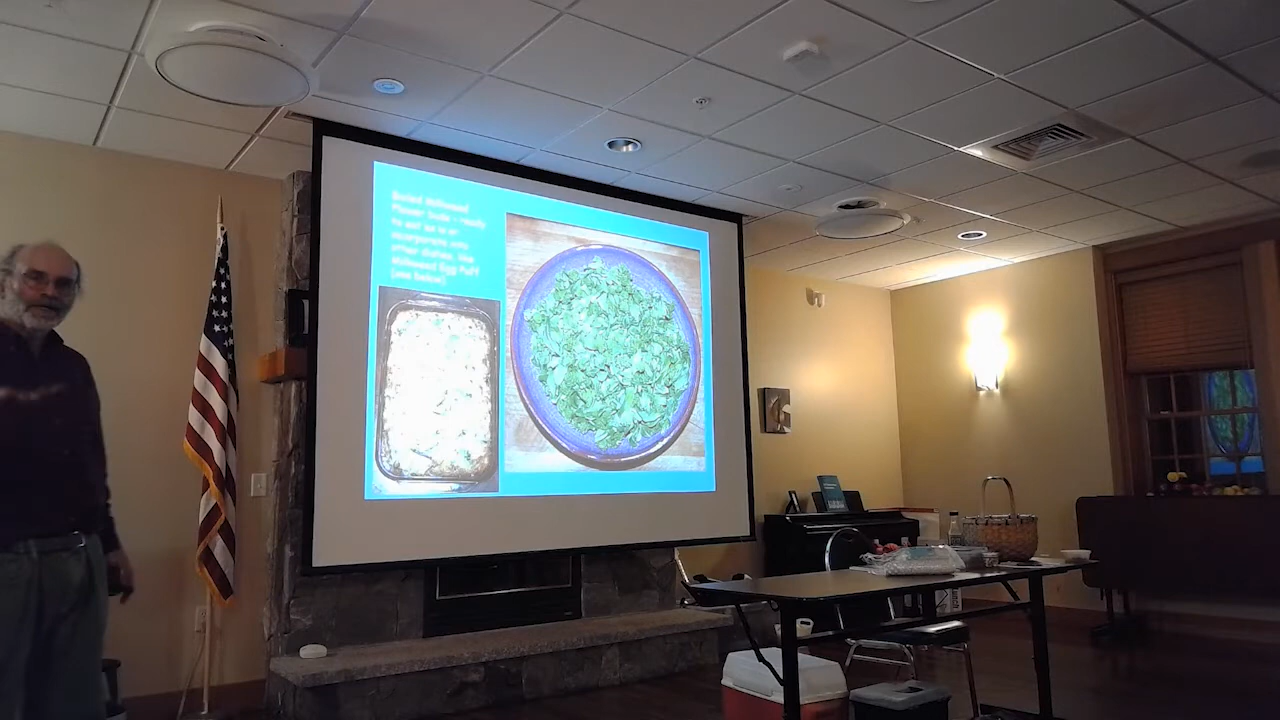 Boiled Milkweed
Flower buds - ready
to eat as is or
incorporate into
other dishes, like
Milkweed Egg Puff
(see below)